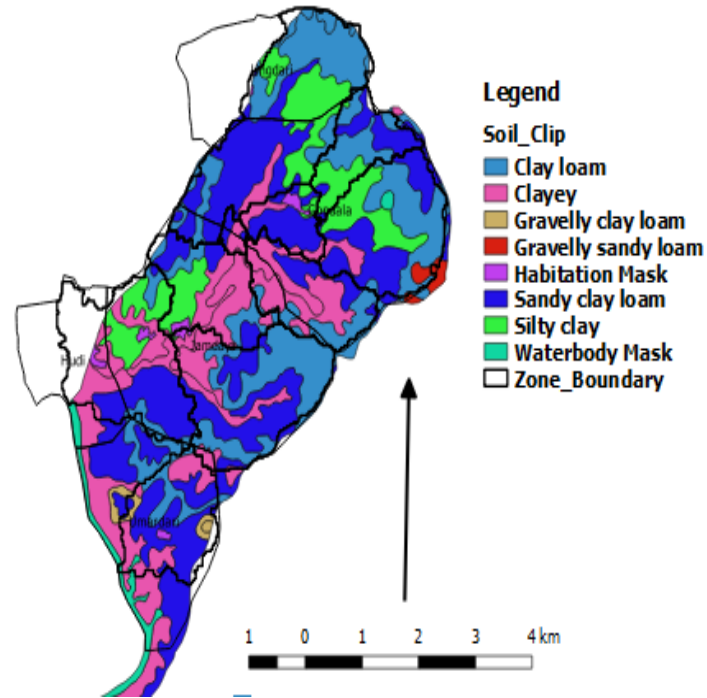 Legend
Soil_Clip
Clay loam
Clayey
Gravelly clay loam
Gravelly sandy loam
Habitation Mask
Sandy clay loam
Silty clay
Waterbody Mask
Zone_Boundary
Hudi
Umardari
1 0 1 2 3 4 km